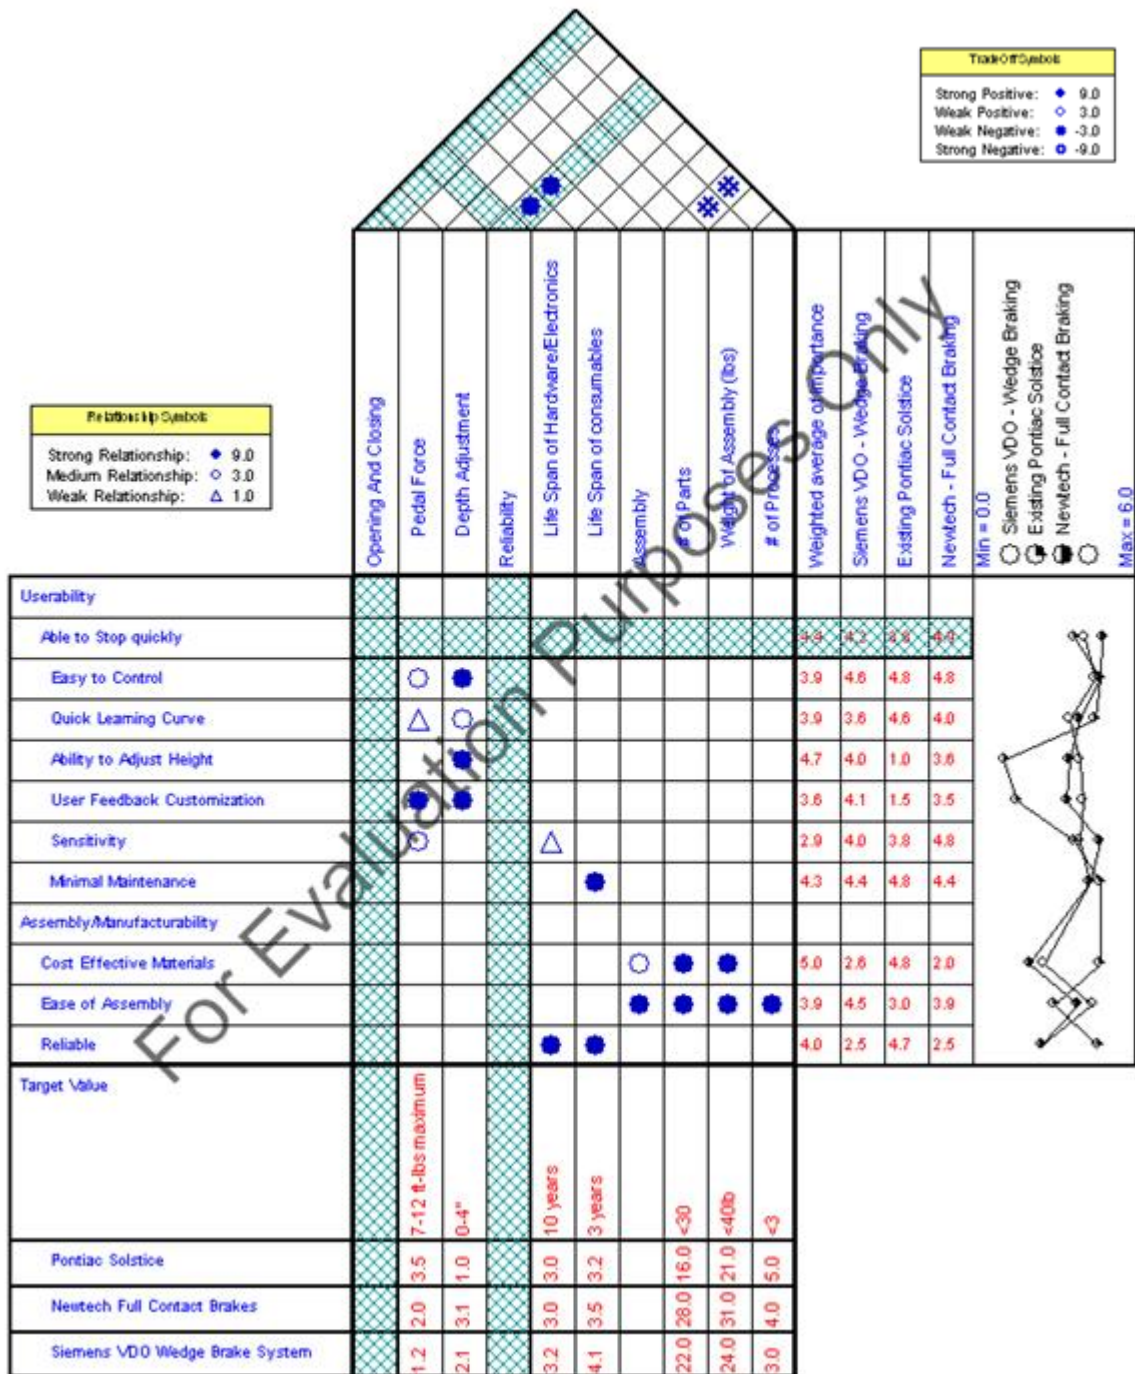 TradeOff Symbols
Strong Positive: 9.0
Weak Positive: 3.0
Weak Negative: -3.0
Strong Negative: -9.0
Relationship Symbols
Strong Relationship: 9.0
Medium Relationship: 3.0
Weak Relationship: 1.0
Opening And Closing
Pedal Force
Depth Adjustment
Reliability
Life Span of Hardware/Electronics
Life Span of consumables
Assembly
# of Parts
Weight of Assembly (lbs)
# of Processes
Weighted average of importance
Siemens VDO - Wedge Braking
Existing Pontiac Solstice
Newtech - Full Contact Braking
Min = 0.0
Siemens VDO - Wedge Braking
Existing Pontiac Solstice
Newtech - Full Contact Braking
Max = 6.0
Userability
Able to Stop quickly 4.4 4.2 3.8 4.9
Easy to Control 3.9 4.6 4.8 4.8
Quick Learning Curve 3.9 3.6 4.6 4.0
Ability to Adjust Height 4.7 4.0 1.0 3.6
User Feedback Customization 3.6 4.1 1.5 3.5
Sensitivity 2.9 4.0 3.8 4.8
Minimal Maintenance 4.3 4.4 4.8 4.4
Assembly/Manufacturability
Cost Effective Materials 5.0 2.6 4.8 2.0
Ease of Assembly 3.9 4.5 3.0 3.9
Reliable 4.0 2.5 4.7 2.5
Target Value 7-12 ft-lbs maximum 0-4" 10 years 3 years <30 <40lb <3
Pontiac Solstice 3.5 1.0 3.0 3.2 16.0 21.0 5.0
Newtech Full Contact Brakes 2.0 3.1 3.0 3.5 28.0 31.0 4.0
Siemens VDO Wedge Brake System 1.2 2.1 3.2 4.1 22.0 24.0 3.0
For Evaluation Purposes Only